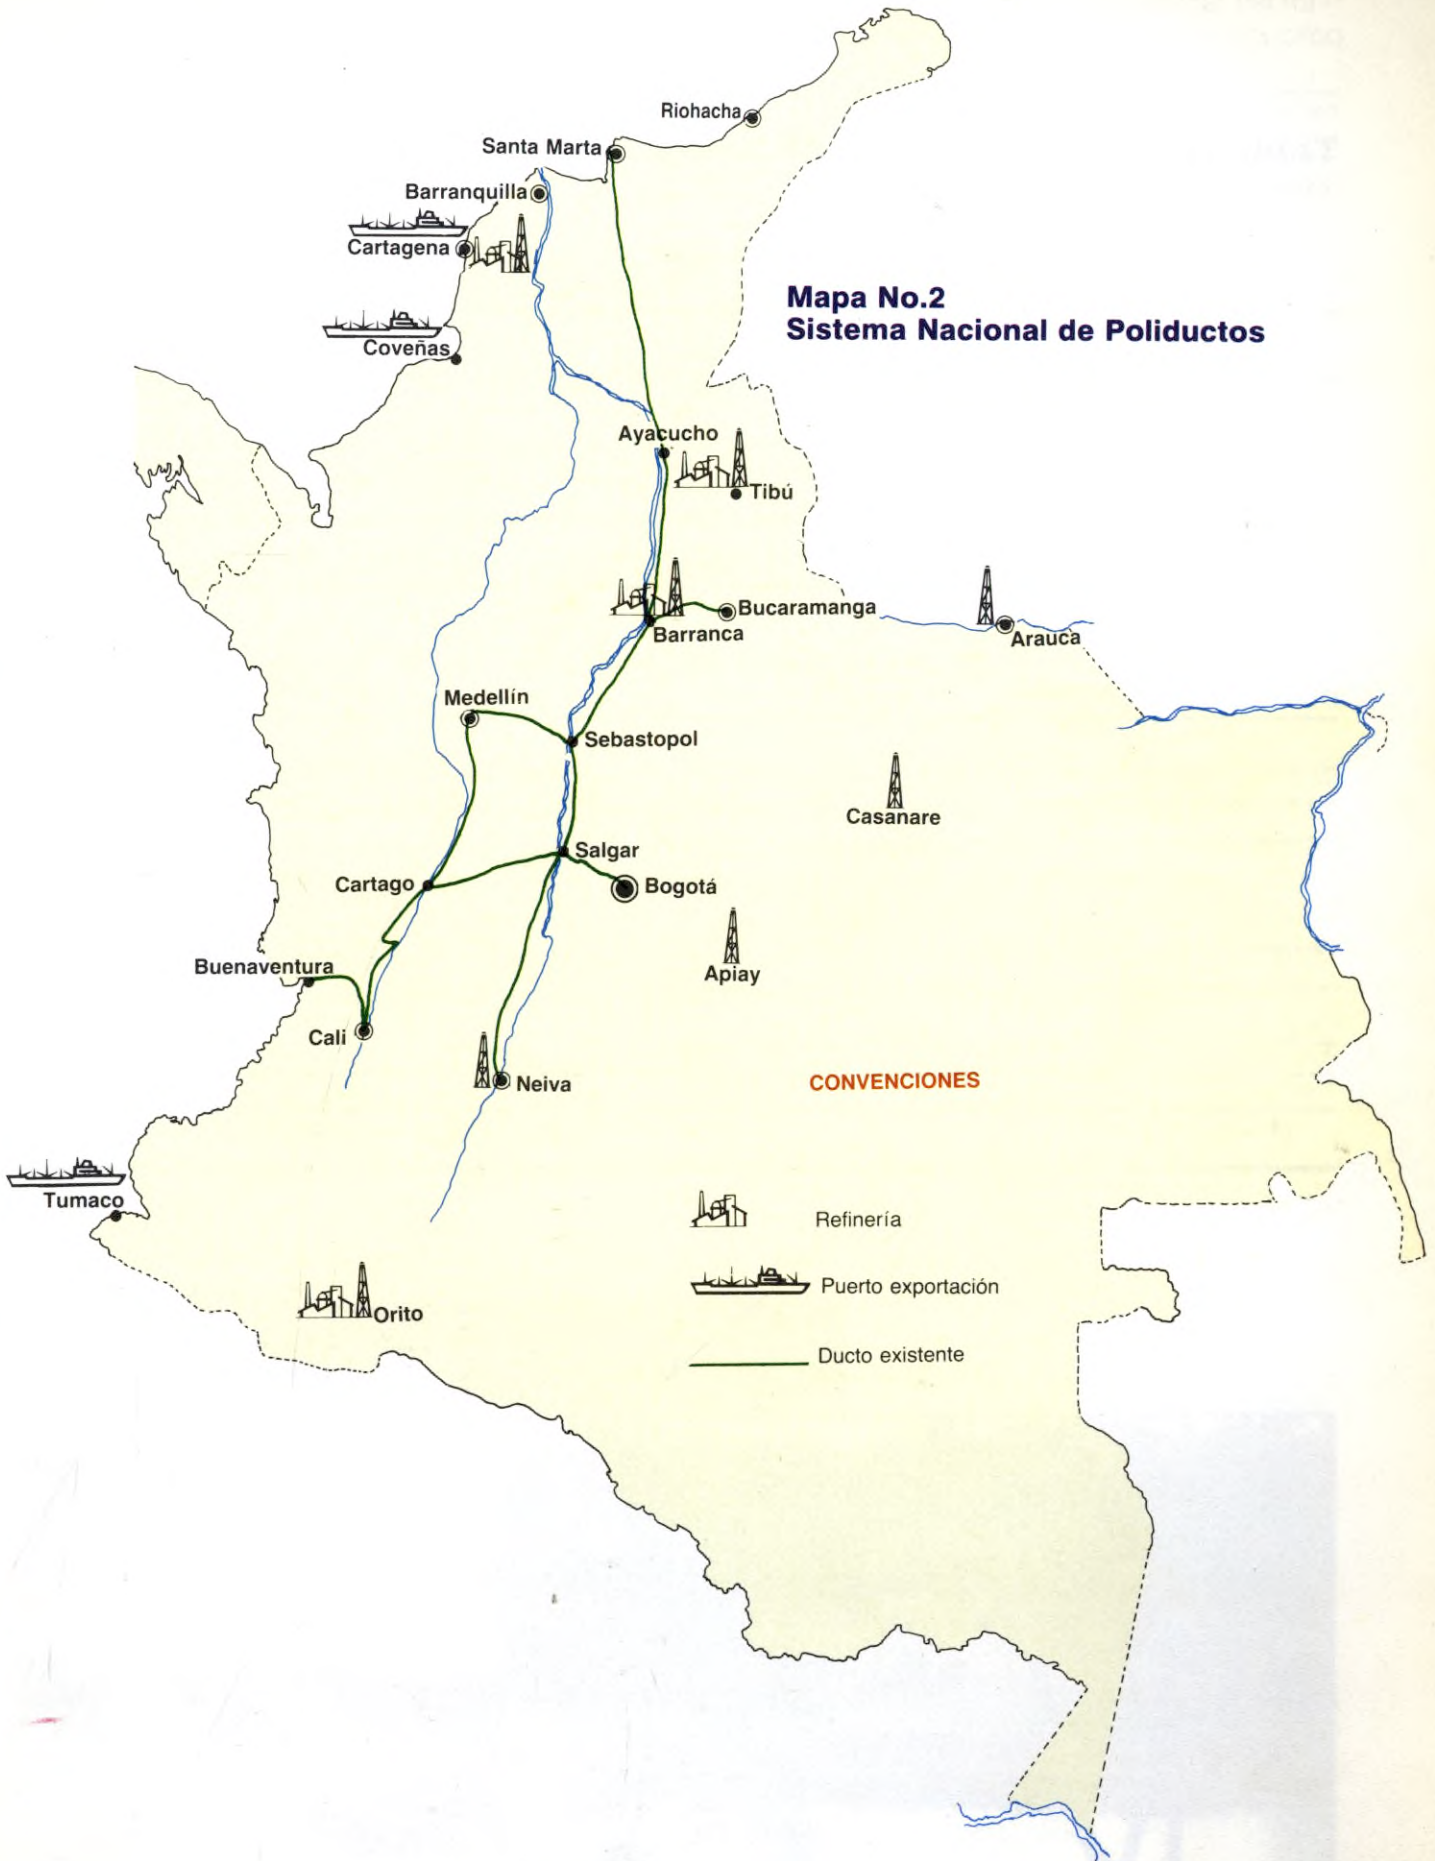 Riohacha
Santa Marta
Barranquilla
Cartagena
Mapa No.2
Sistema Nacional de Poliductos
Coveñas
Ayacucho
Tibú
Bucaramanga
Barranca
Arauca
Medellín
Sebastopol
Casanare
Salgar
Cartago
Bogotá
Buenaventura
Apiay
Cali
Neiva
CONVENCIONES
Tumaco
Refinería
Puerto exportación
Orito
Ducto existente